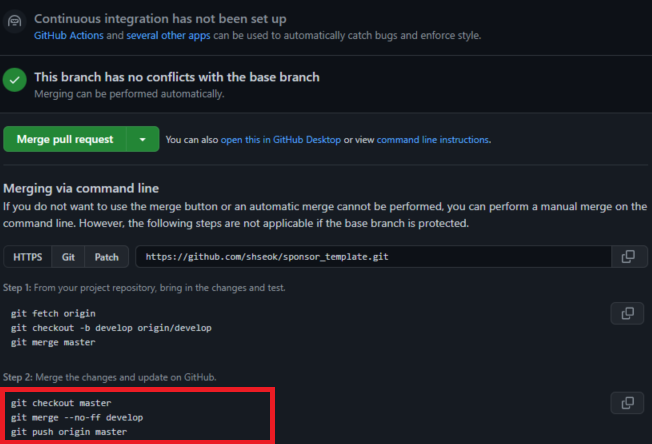 Continuous integration has not been set up
GitHub Actions and several other apps can be used to automatically catch bugs and enforce style.
This branch has no conflicts with the base branch
Merging can be performed automatically.
Merge pull request
You can also open this in GitHub Desktop or view command line instructions.
Merging via command line
If you do not want to use the merge button or an automatic merge cannot be performed, you can perform a manual merge on the
command line. However, the following steps are not applicable if the base branch is protected.
HTTPS Git Patch https://github.com/shseok/sponsor_template.git
Step 1: From your project repository, bring in the changes and test.
git fetch origin
git checkout -b develop origin/develop
git merge master
Step 2: Merge the changes and update on GitHub.
git checkout master
git merge --no-ff develop
git push origin master